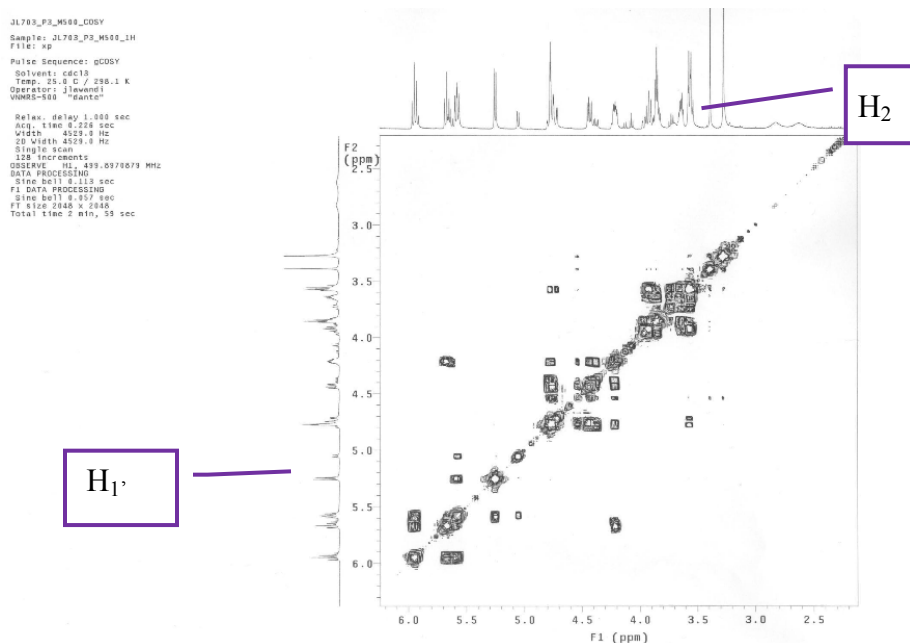 JL703_P3_M500_COSY
Sample: JL703_P3_M500_1H
File: xp
Pulse Sequence: gCOSY
Solvent: cdcl3
Temp. 25.0 C / 298.1 K
Operator: jlawandi
VNMRS-500 "dante"
Relax. delay 1.000 sec
Acq. time 0.226 sec
Width 4529.0 Hz
2D Width 4529.0 Hz
Single scan
128 increments
OBSERVE H1, 499.8970879 MHz
DATA PROCESSING
Sine bell 0.113 sec
F1 DATA PROCESSING
Sine bell 0.057 sec
FT size 2048 x 2048
Total time 2 min, 59 sec
H2
F2
(ppm)
2.5
3.0
3.5
4.0
4.5
5.0
5.5
6.0
H1'
6.0 5.5 5.0 4.5 4.0 3.5 3.0 2.5
F1 (ppm)